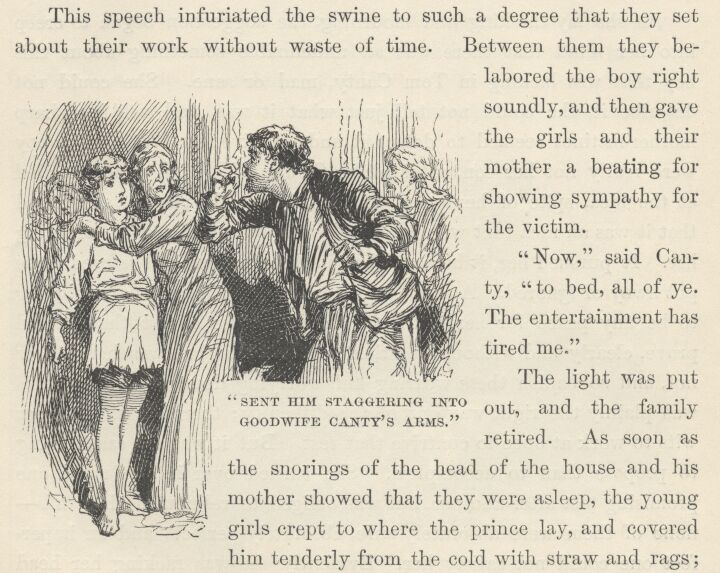 This speech infuriated the swine to such a degree that they set
about their work without waste of time. Between them they be-
labored the boy right
soundly, and then gave
the girls and their
mother a beating for
showing sympathy for
the victim.
“Now,” said Can-
ty, “to bed, all of ye.
The entertainment has
tired me.”
The light was put
out, and the family
retired. As soon as
“SENT HIM STAGGERING INTO
GOODWIFE CANTY'S ARMS.”
the snorings of the head of the house and his
mother showed that they were asleep, the young
girls crept to where the prince lay, and covered
him tenderly from the cold with straw and rags;